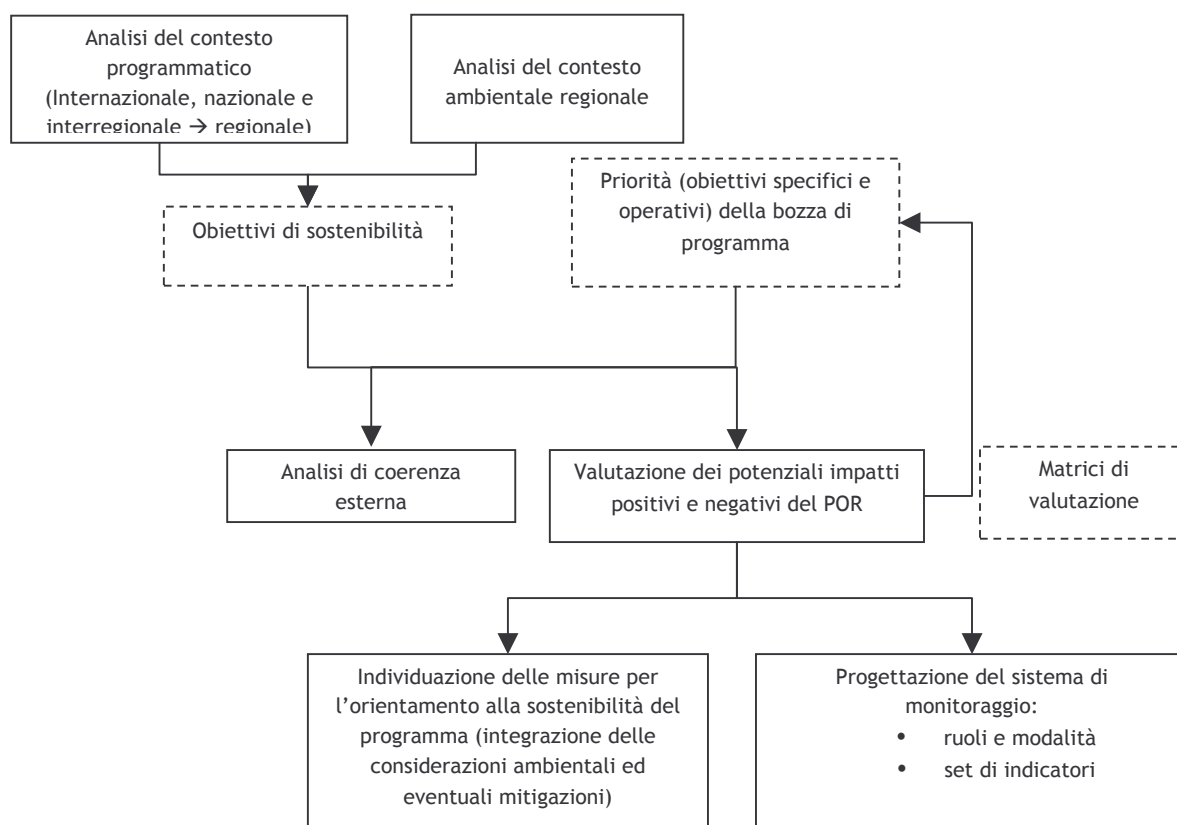 Analisi del contesto
programmatico
(Internazionale, nazionale e
interregionale → regionale)
Analisi del contesto
ambientale regionale
Priorità (obiettivi specifici e
operativi) della bozza di
programma
Obiettivi di sostenibilità
Analisi di coerenza
esterna
Valutazione dei potenziali impatti
positivi e negativi del POR
Matrici di
valutazione
Individuazione delle misure per
l'orientamento alla sostenibilità del
programma (integrazione delle
considerazioni ambientali ed
eventuali mitigazioni)
Progettazione del sistema di
monitoraggio:
• ruoli e modalità
• set di indicatori